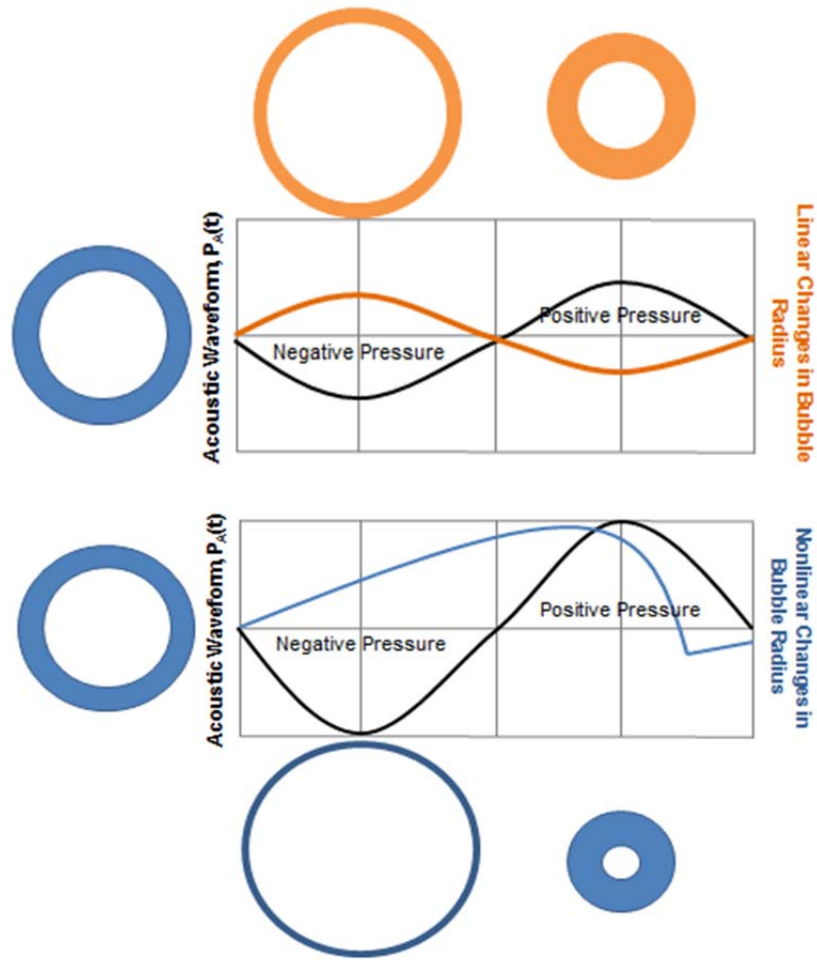 Acoustic Waveform, PA(t)
Negative Pressure
Positive Pressure
Linear Changes in Bubble
Radius
Acoustic Waveform, PA(t)
Negative Pressure
Positive Pressure
Nonlinear Changes in
Bubble Radius